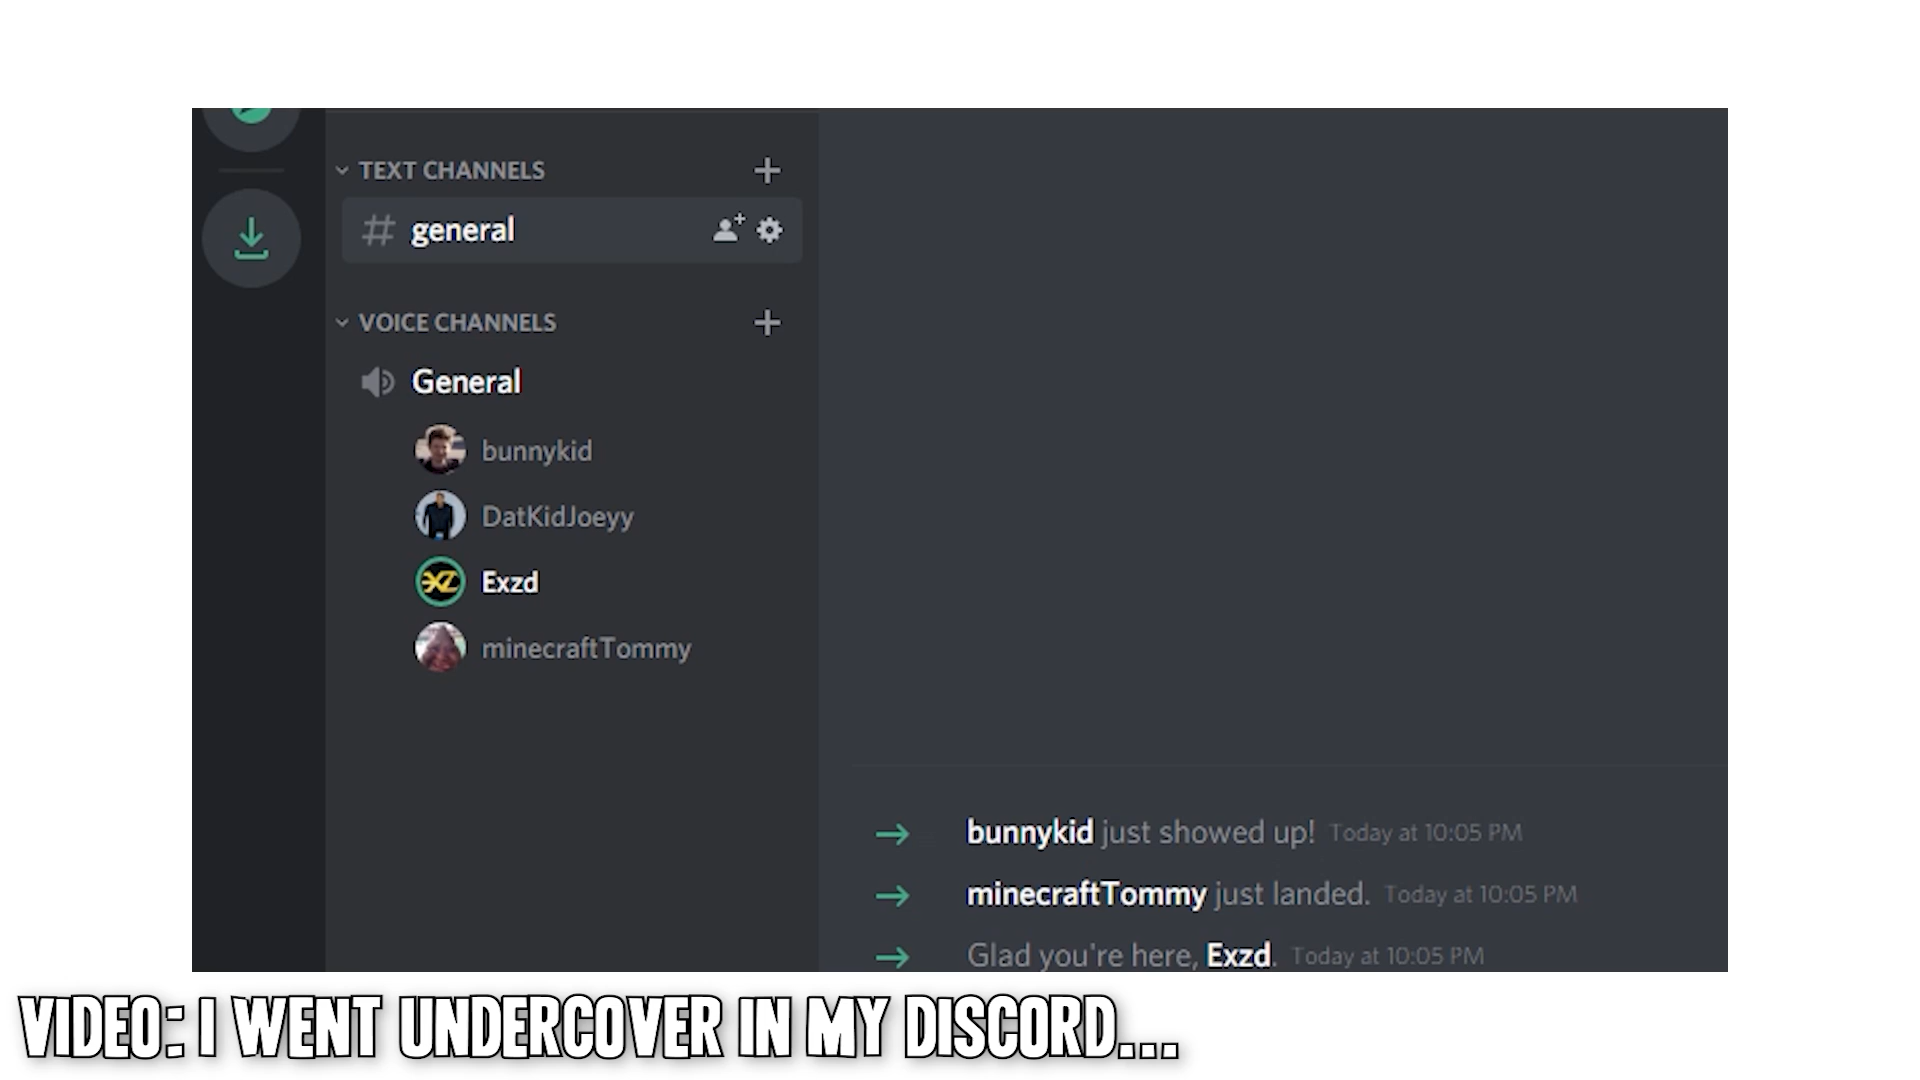 TEXT CHANNELS
general
VOICE CHANNELS
General
bunnykid
DatKidJoeyy
XZ
Exzd
minecraftTommy
bunnykid just showed up! Today at 10:05 PM
minecraftTommy just landed. Today at 10:05 PM
Glad you're here, Exzd. Today at 10:05 PM
VIDEO: I WENT UNDERCOVER IN MY DISCORD...